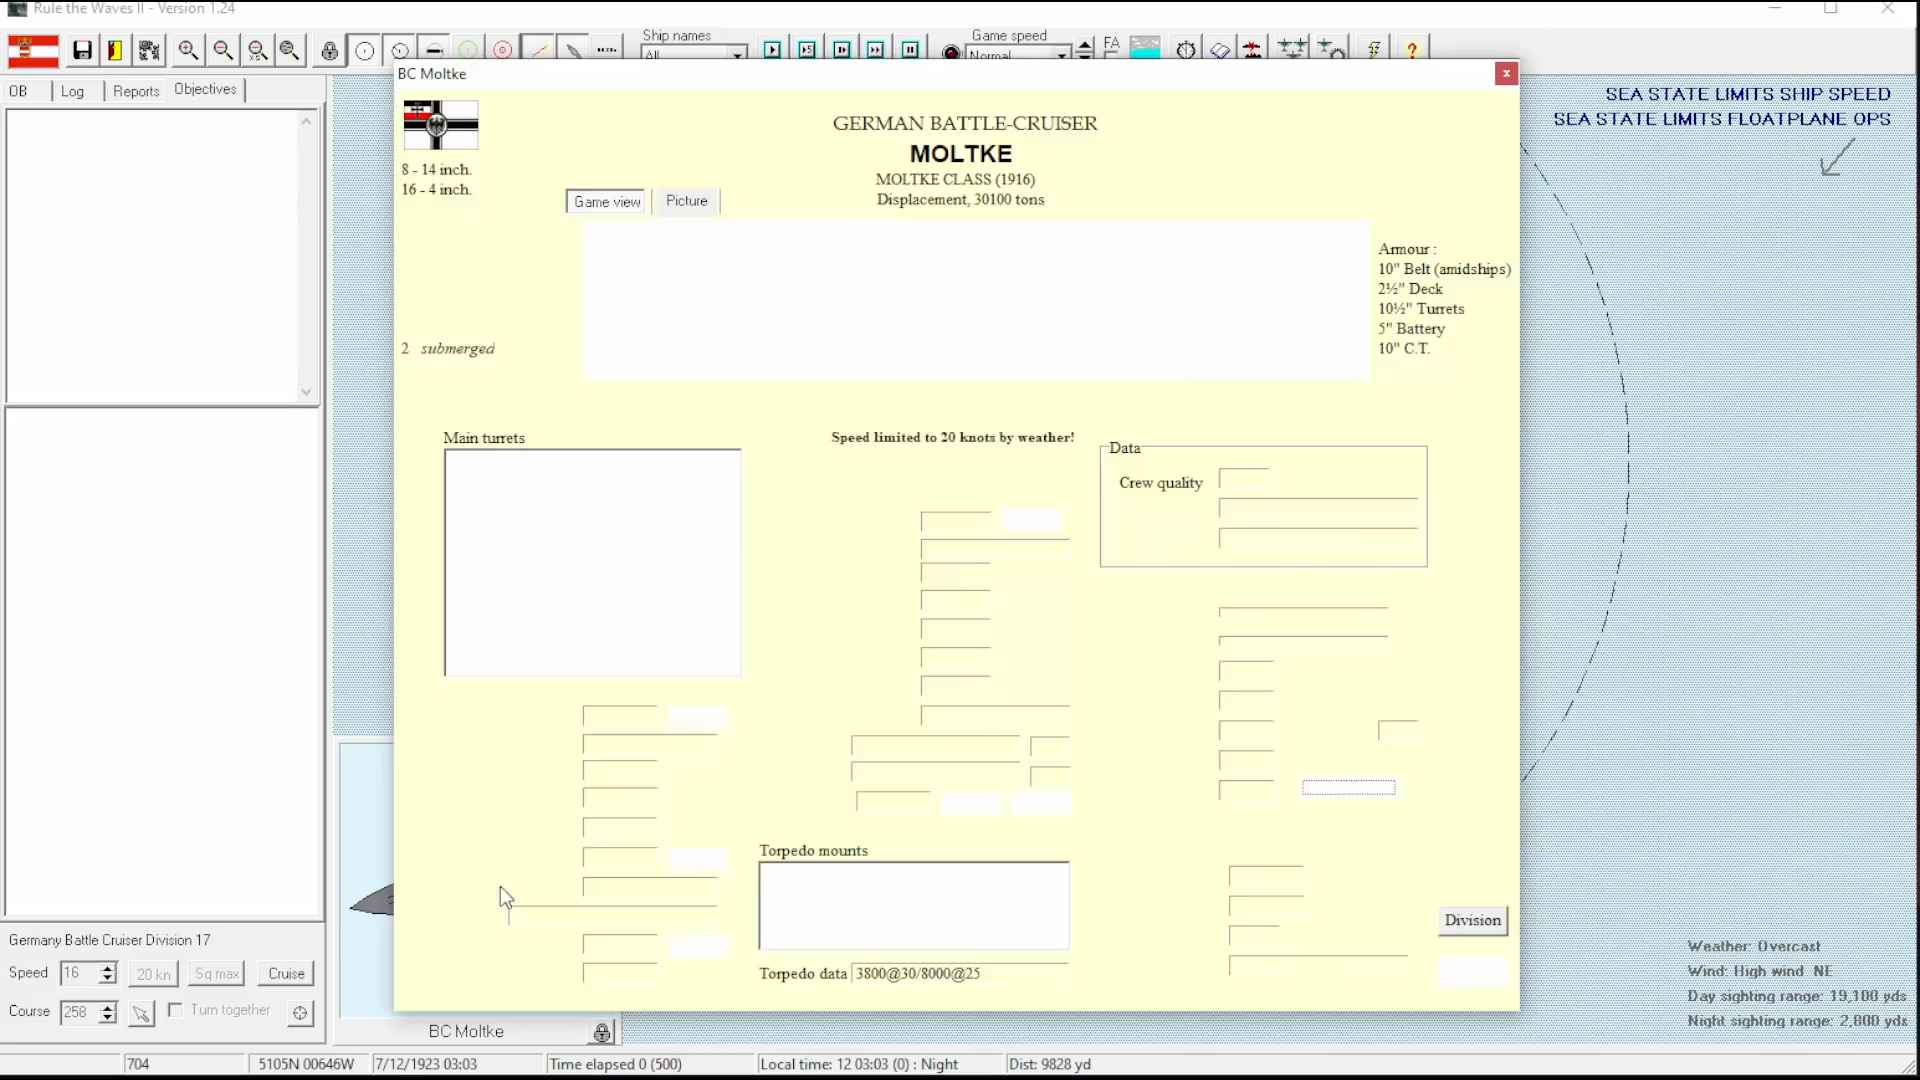 Rule the Waves II - Version 1.24
Ship names
All
Game speed
Normal
FA
OB
Log
Reports
Objectives
BC Moltke
x
8 - 14 inch.
16 - 4 inch.
2 submerged
GERMAN BATTLE-CRUISER
MOLTKE
MOLTKE CLASS (1916)
Displacement, 30100 tons
Game view
Picture
Armour :
10" Belt (amidships)
2½" Deck
10½" Turrets
5" Battery
10" C.T.
Main turrets
Speed limited to 20 knots by weather!
Data
Crew quality
Torpedo mounts
Torpedo data 3800@30/8000@25
Division
SEA STATE LIMITS SHIP SPEED
SEA STATE LIMITS FLOATPLANE OPS
Weather: Overcast
Wind: High wind NE
Day sighting range: 19,100 yds
Night sighting range: 2,800 yds
Germany Battle Cruiser Division 17
Speed 16 20 kn Sq max Cruise
Course 258 Turn together
BC Moltke
704 5105N 00646W 7/12/1923 03:03 Time elapsed 0 (500) Local time: 12 03:03 (0) : Night Dist: 9828 yd